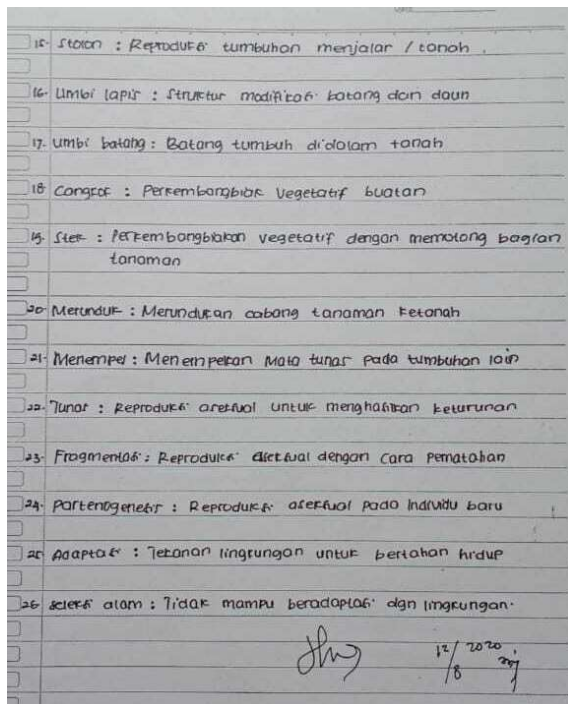 15. Stolon : Reproduksi tumbuhan menjalar / tanah.
16. Umbi lapis : Struktur modifikasi batang dan daun
17. Umbi batang : Batang tumbuh didalam tanah
18. Cangkok : Perkembangbiak vegetatif buatan
19. Stek : Perkembangbiakan vegetatif dengan memotong bagian
tanaman
20. Merunduk : Merundukan cabang tanaman ketanah
21. Menempel : Menempelkan mata tunas pada tumbuhan lain
22. Tunas : Reproduksi aseksual untuk menghasilkan keturunan
23. Fragmentasi : Reproduksi aseksual dengan cara pematahan
24. Partenogenesis : Reproduksi aseksual pada individu baru
25. Adaptasi : Tekanan lingkungan untuk bertahan hidup
26. Seleksi alam : Tidak mampu beradaptasi dgn lingkungan.
12/8 2020